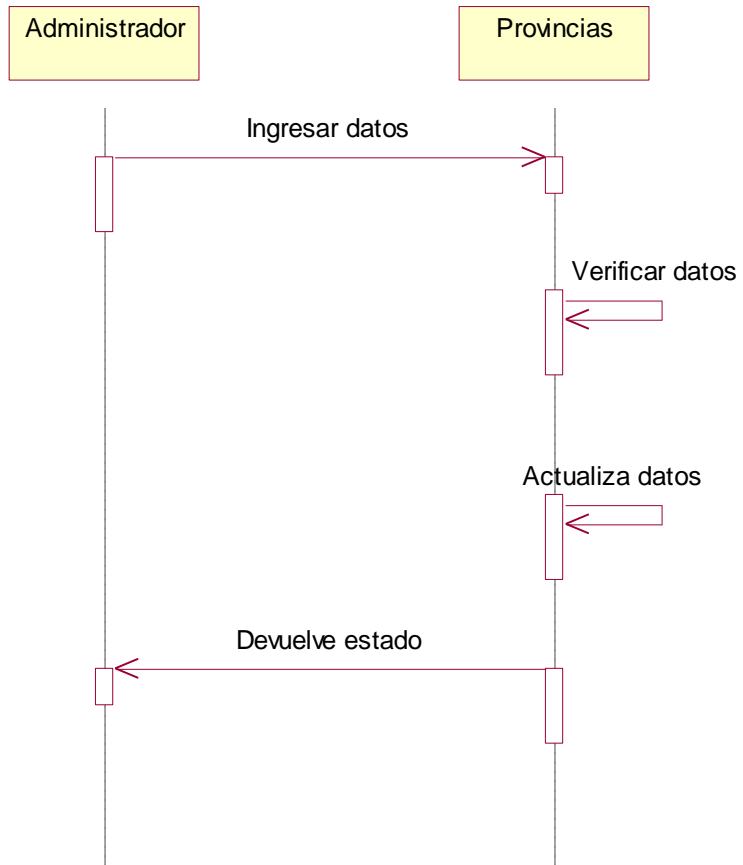 Administrador
Provincias
Ingresar datos
Verificar datos
Actualiza datos
Devuelve estado